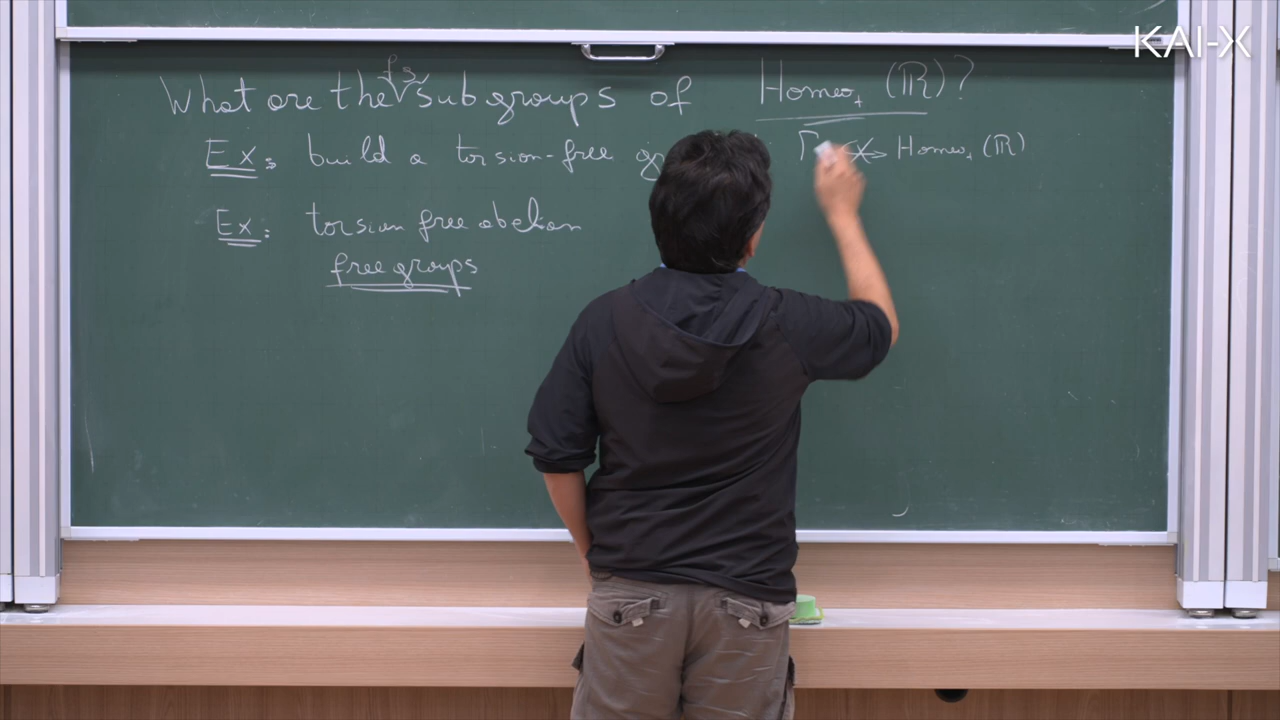 KAI-X
What are the f.g. subgroups of Homeo₊ (ℝ)?
Ex: build a torsion-free Γ Homeo₊ (ℝ)
Ex: torsion free abelian
free groups